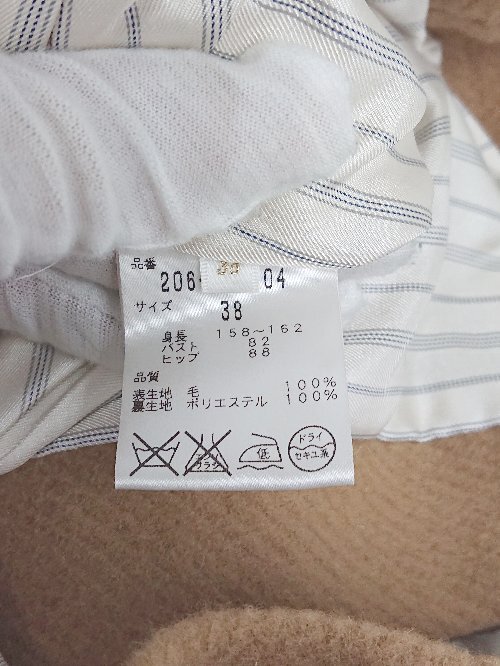 品番
206 04
サイズ 38
身長 158～162
バスト 82
ヒップ 88
品質
表生地 毛 100%
裏生地 ポリエステル 100%
低
ドライ
セキユ系